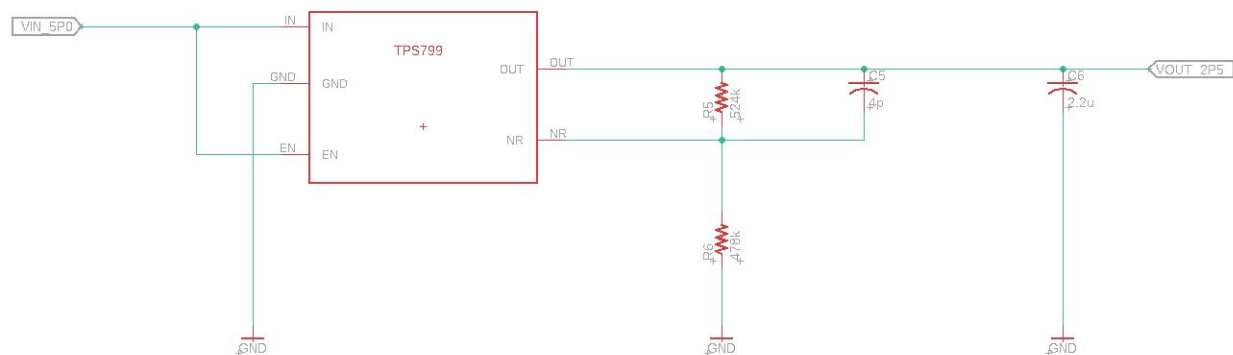 VIN_5P0
IN
IN
TPS799
GND
GND
EN
EN
OUT
OUT
NR
NR
R5
524k
C5
4p
C6
2.2u
VOUT_2P5
R6
478k
GND
GND
GND